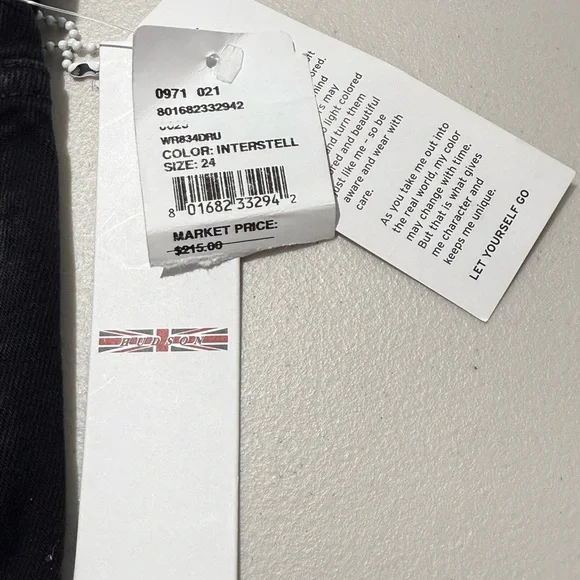 0971 021
801682332942
WR834DRU
COLOR: INTERSTELL
SIZE: 24
8 01682 33294 2
MARKET PRICE:
$215.00
HUDSON
may
light colored
and turn them
and beautiful
just like me – so be
aware and wear with
care.
As you take me out into
the real world, my color
may change with time.
But that is what gives
me character and
keeps me unique.
LET YOURSELF GO